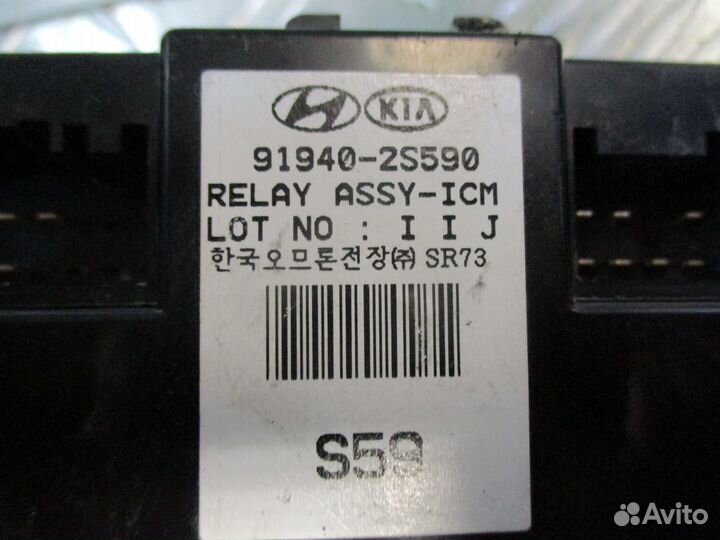 KIA
91940-2S590
RELAY ASSY-ICM
LOT NO : I I J
한국오므론전장㈜ SR73
S59
Avito